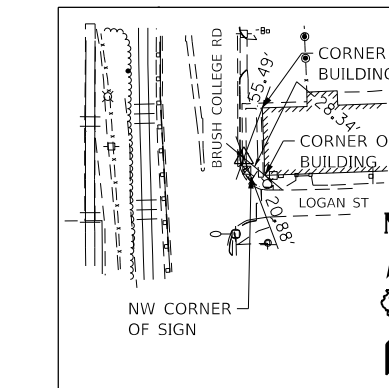 BRUSH COLLEGE RD
55.49'
CORNER
BUILDING
28.34'
CORNER O
BUILDING
LOGAN ST
20.88'
NW CORNER
OF SIGN